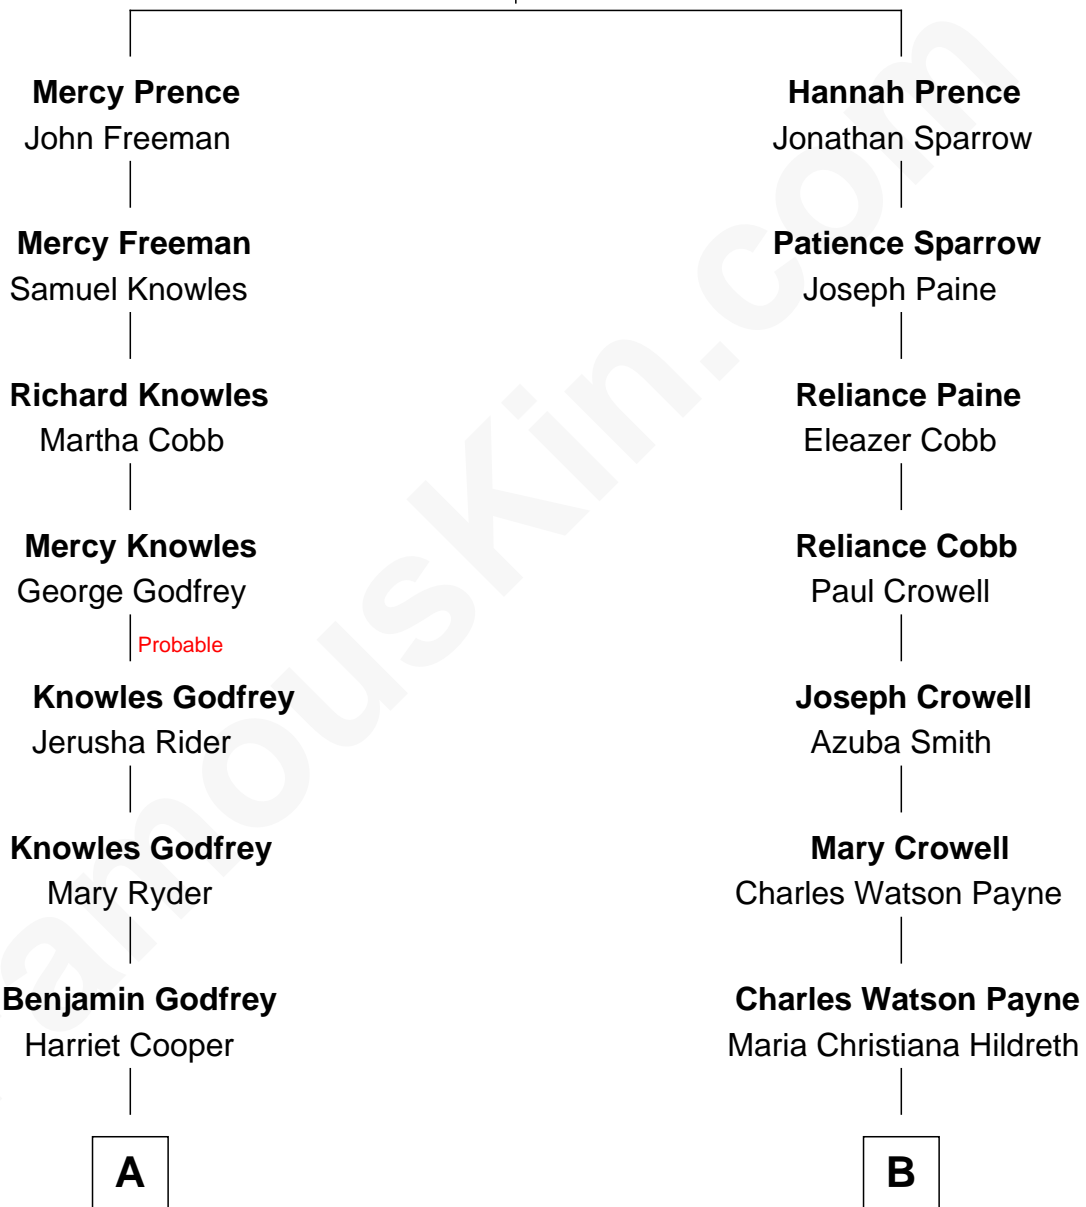 Mercy Prence
John Freeman
Hannah Prence
Jonathan Sparrow
Mercy Freeman
Samuel Knowles
Patience Sparrow
Joseph Paine
Richard Knowles
Martha Cobb
Reliance Paine
Eleazer Cobb
Mercy Knowles
George Godfrey
Reliance Cobb
Paul Crowell
Probable
Knowles Godfrey
Jerusha Rider
Joseph Crowell
Azuba Smith
Knowles Godfrey
Mary Ryder
Mary Crowell
Charles Watson Payne
Benjamin Godfrey
Harriet Cooper
Charles Watson Payne
Maria Christiana Hildreth
A
B
amouskin.com